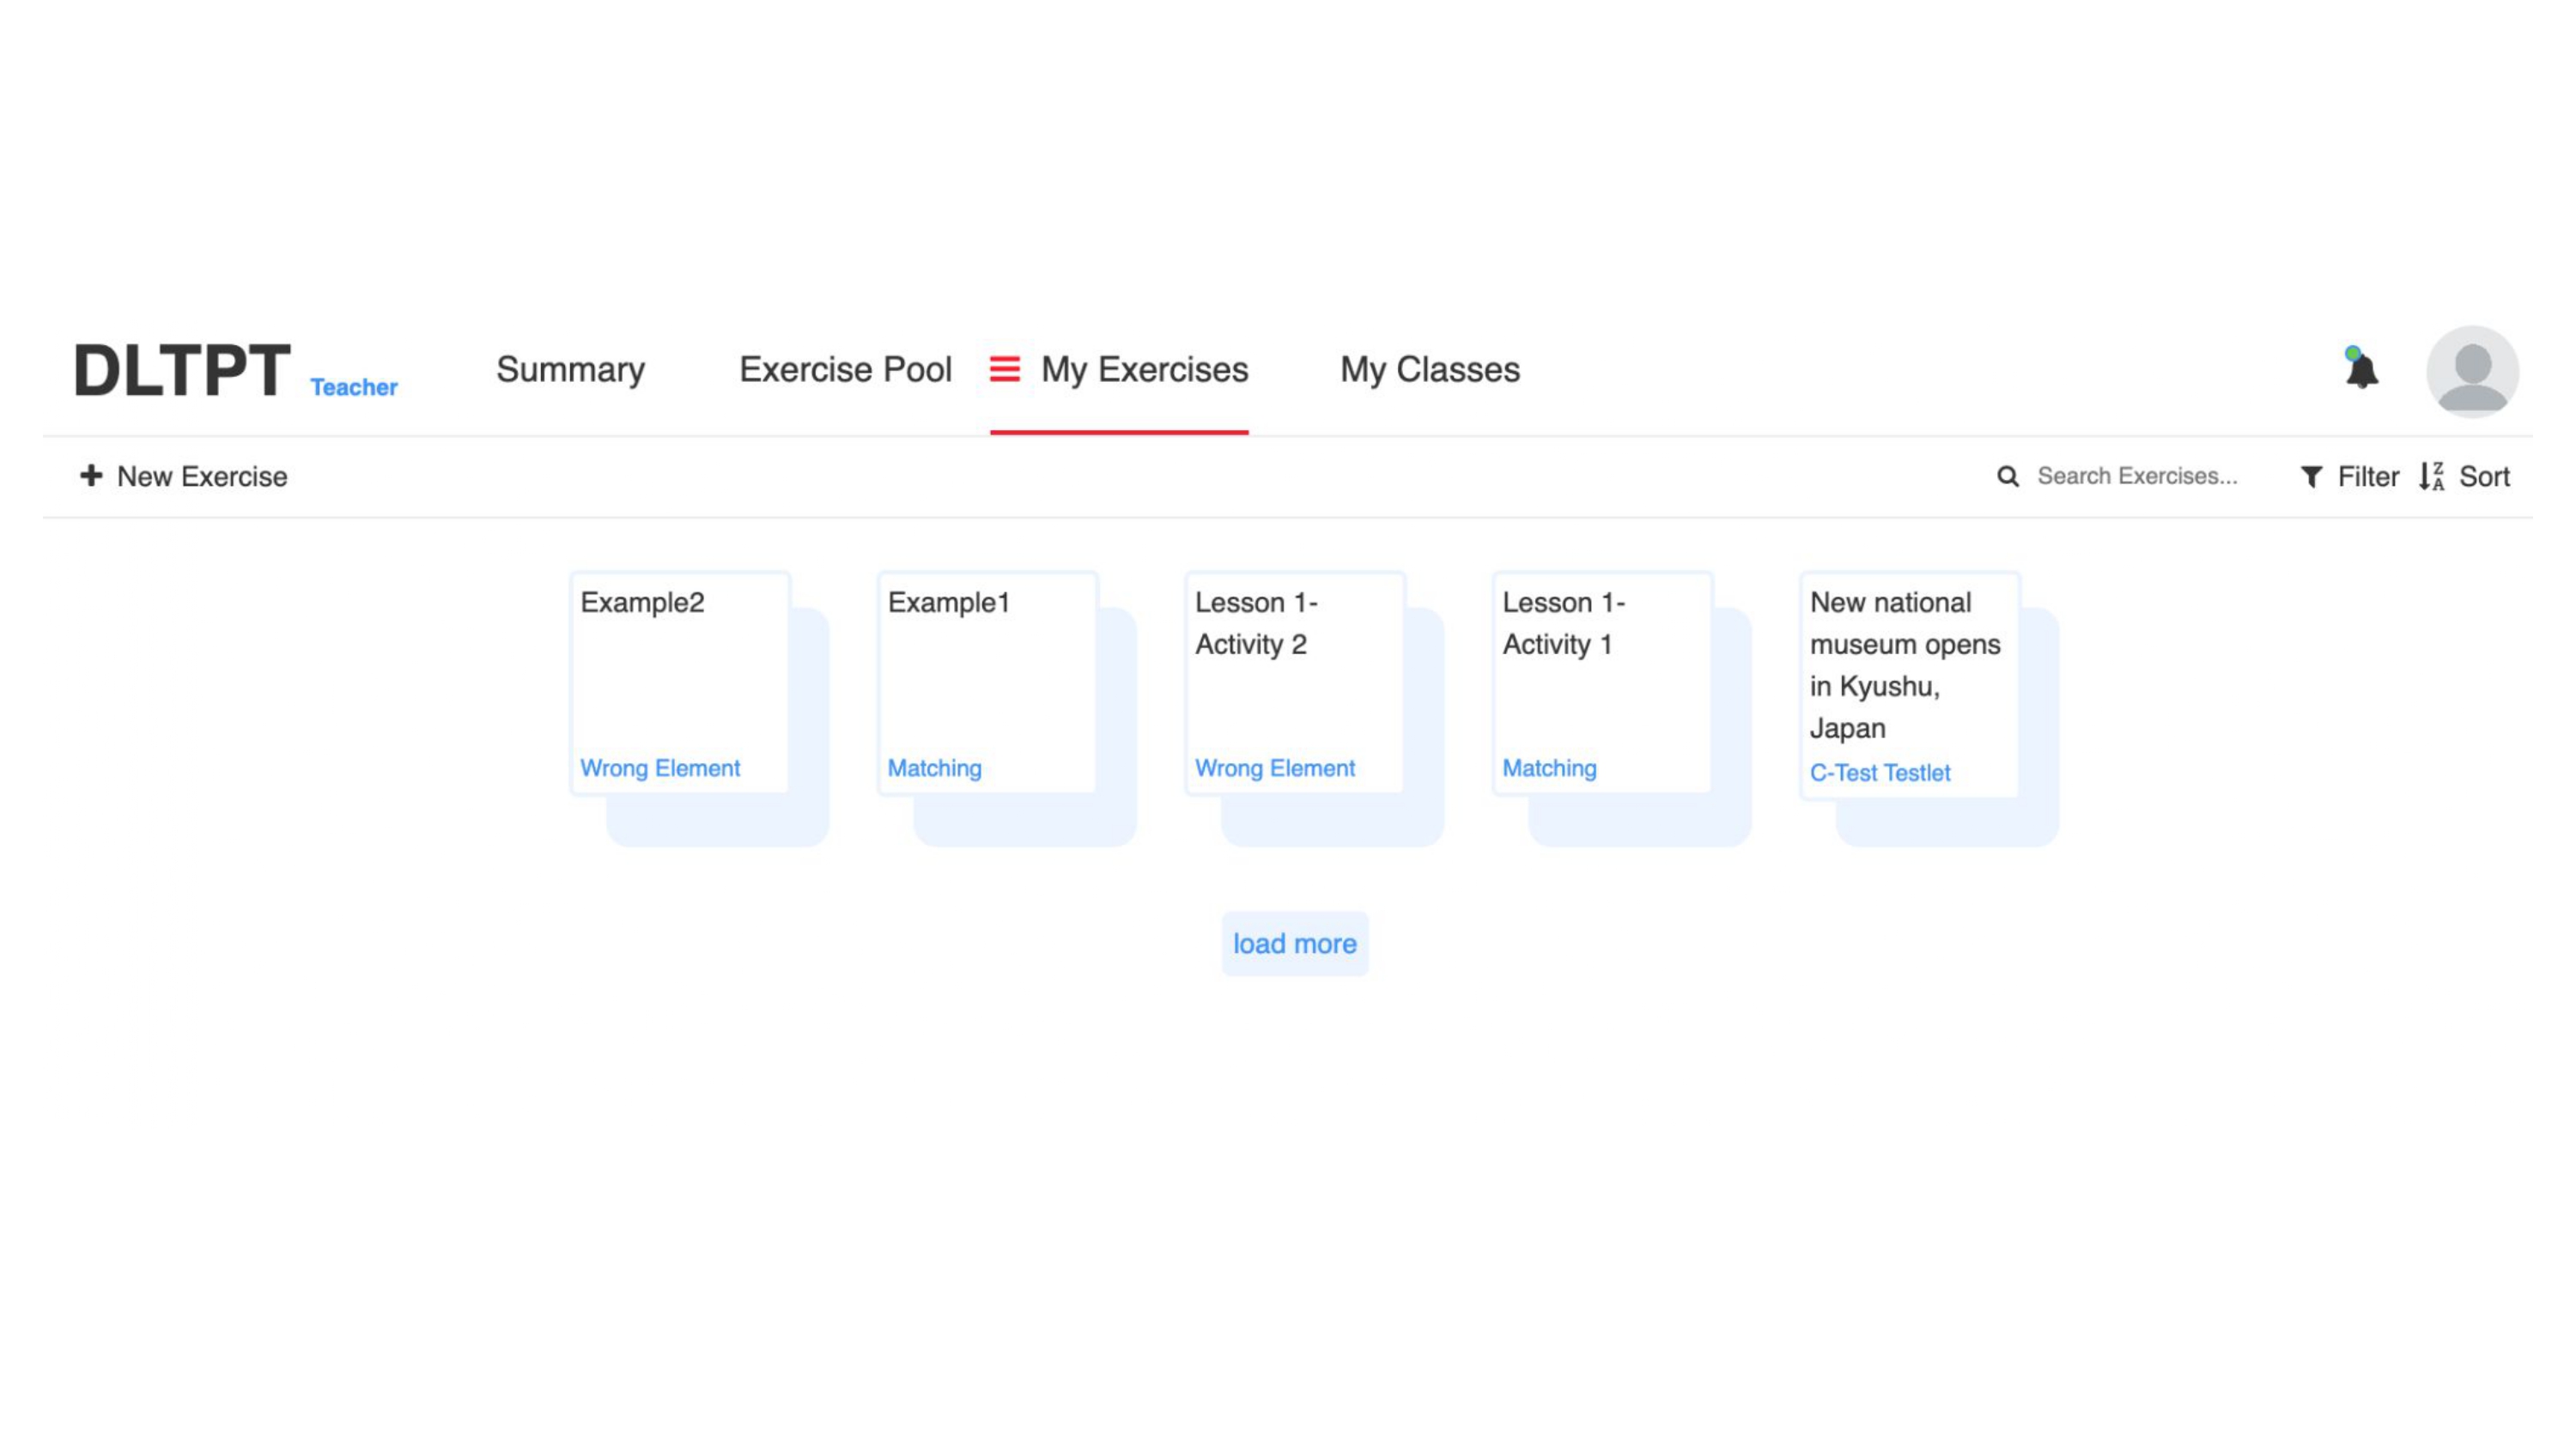 DLTPT Teacher Summary Exercise Pool My Exercises My Classes
New Exercise Search Exercises... Filter Sort
Example2
Wrong Element
Example1
Matching
Lesson 1-
Activity 2
Wrong Element
Lesson 1-
Activity 1
Matching
New national
museum opens
in Kyushu,
Japan
C-Test Testlet
load more